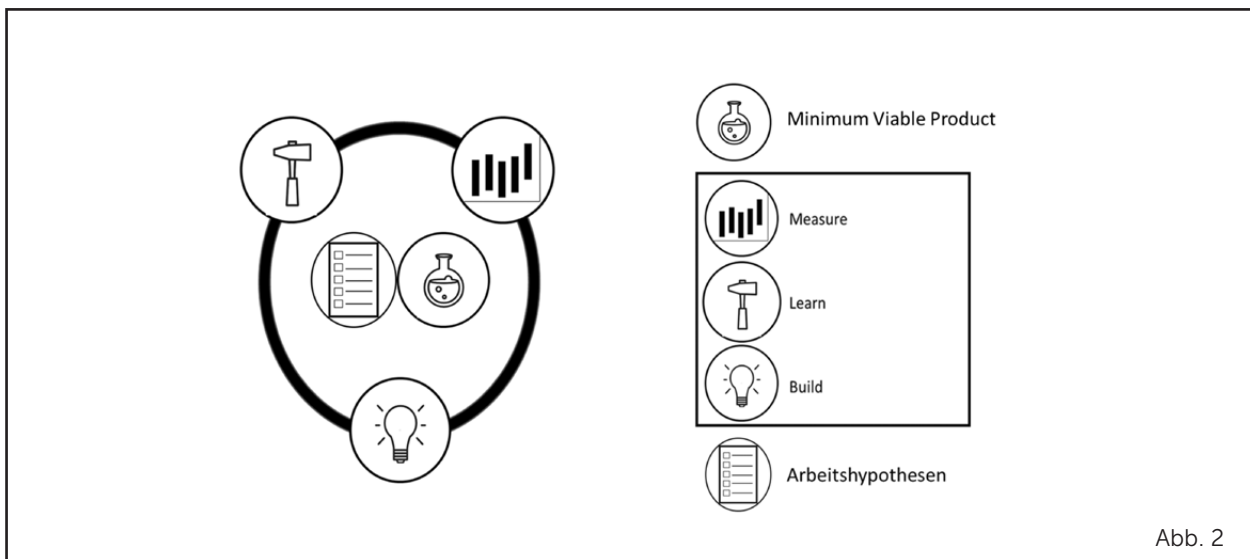 Minimum Viable Product
Measure
Learn
Build
Arbeitshypothesen
Abb. 2